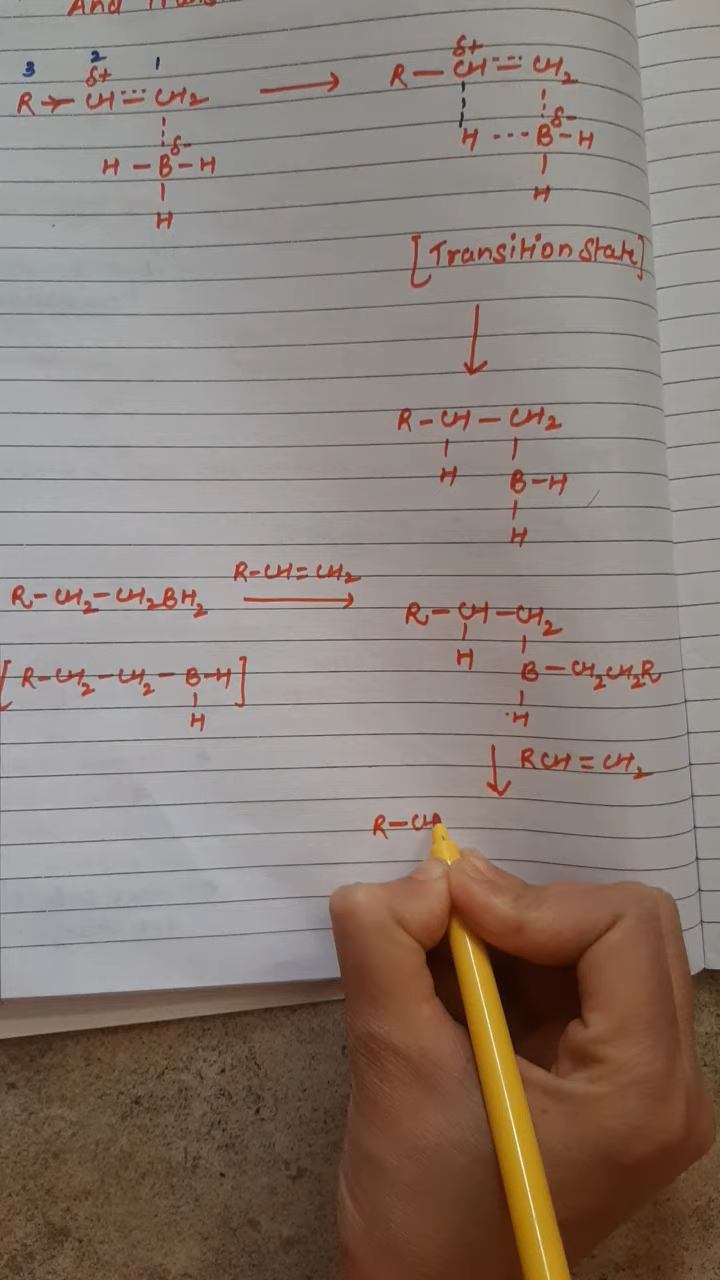 And
3 2 1
δ+ δ+
R → CH ⋯ CH₂ → R — CH ⋯ CH₂
δ- δ-
H — B — H H ⋯ B — H
H H
[Transition State]
↓
R — CH — CH₂
H B — H
H
R — CH = CH₂
R — CH₂ — CH₂BH₂ → R — CH — CH₂
H B — CH₂CH₂R
[R — CH₂ — CH₂ — B — H]
H H
↓ RCH = CH₂
R — CH